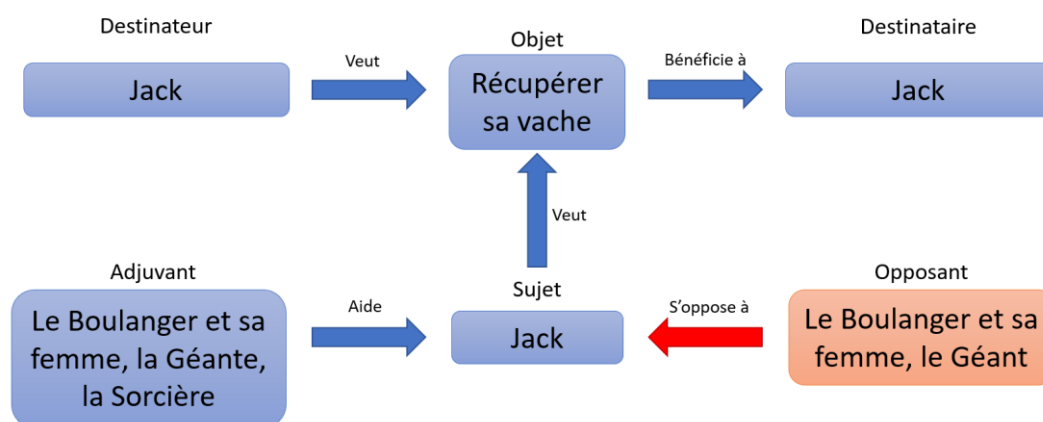 Destinateur
Objet
Destinataire
Jack
Veut
Récupérer
sa vache
Bénéficie à
Jack
Veut
Adjuvant
Sujet
Opposant
Le Boulanger et sa
femme, la Géante,
la Sorcière
Aide
Jack
S'oppose à
Le Boulanger et sa
femme, le Géant